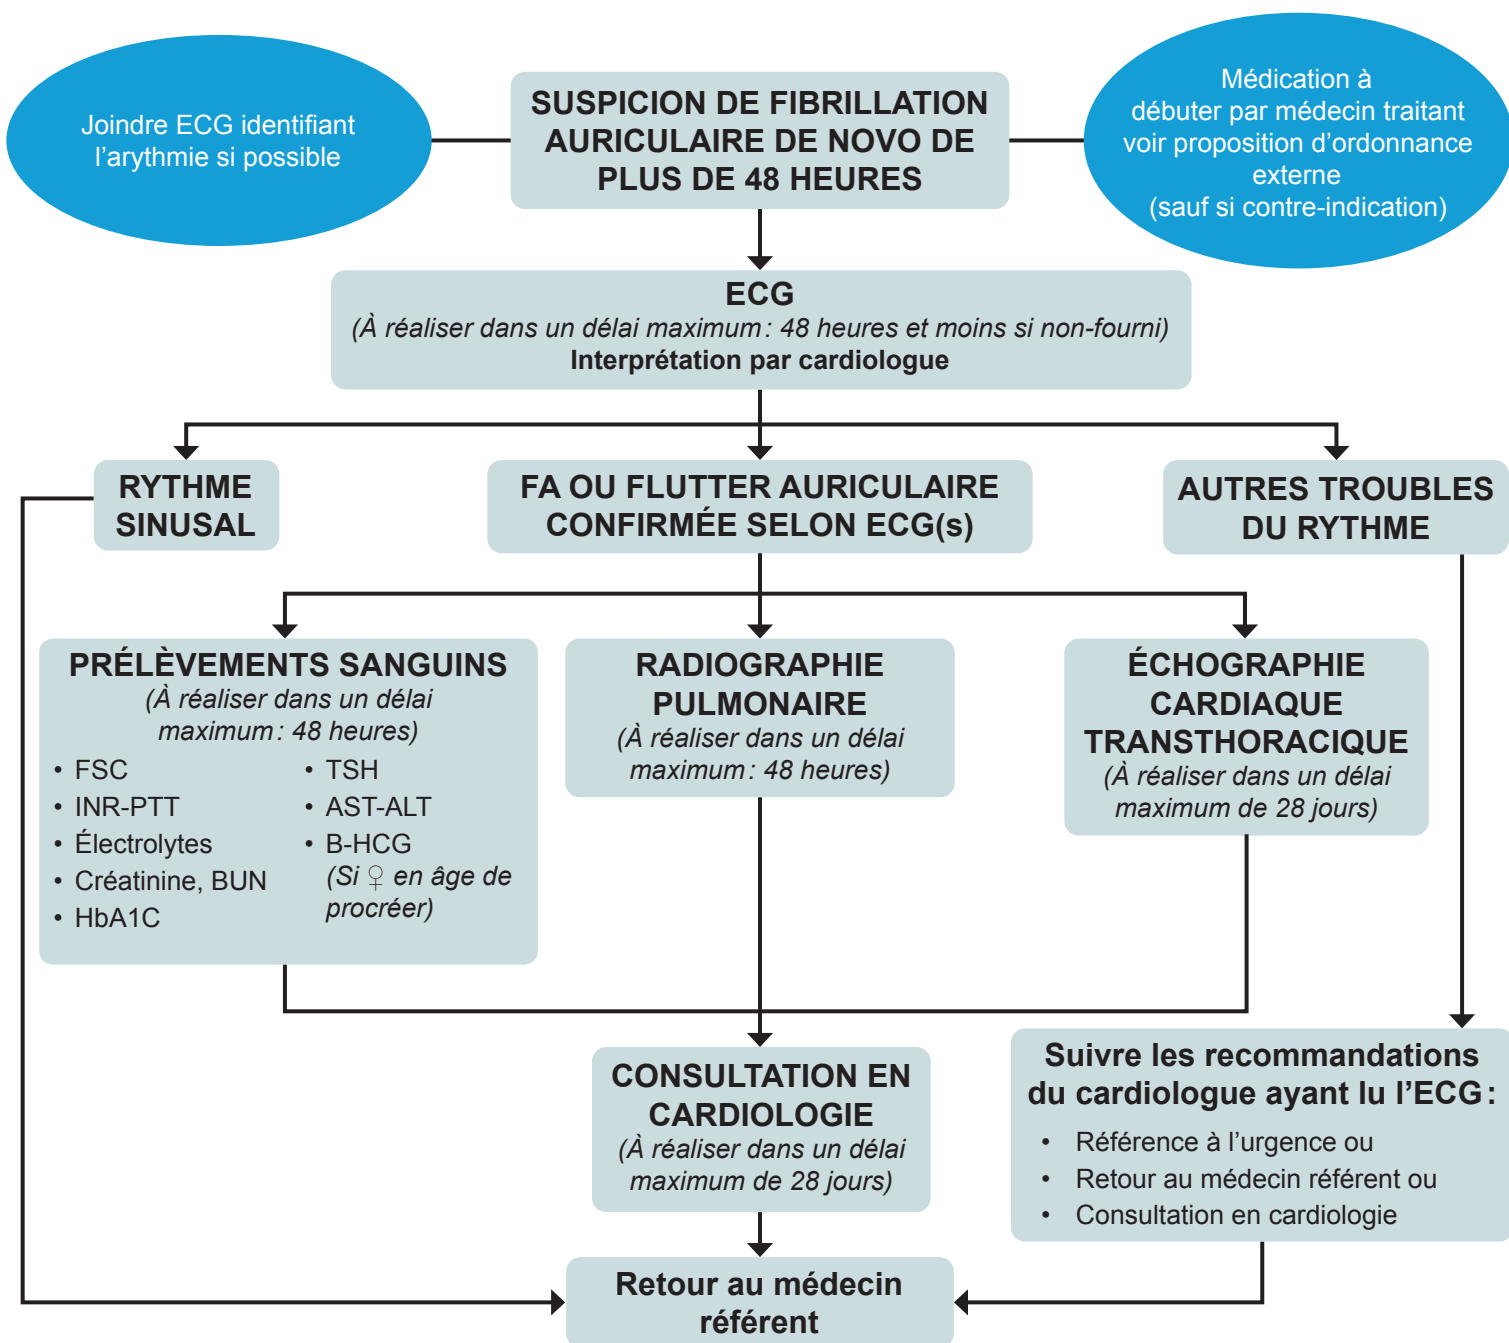 Joindre ECG identifiant
l'arythmie si possible
SUSPICION DE FIBRILLATION
AURICULAIRE DE NOVO DE
PLUS DE 48 HEURES
Médication à
débuter par médecin traitant
voir proposition d'ordonnance
externe
(sauf si contre-indication)
ECG
(À réaliser dans un délai maximum : 48 heures et moins si non-fourni)
Interprétation par cardiologue
RYTHME
SINUSAL
FA OU FLUTTER AURICULAIRE
CONFIRMÉE SELON ECG(s)
AUTRES TROUBLES
DU RYTHME
PRÉLÈVEMENTS SANGUINS
(À réaliser dans un délai
maximum : 48 heures)
• FSC
• INR-PTT
• Électrolytes
• Créatinine, BUN
• HbA1C
• TSH
• AST-ALT
• B-HCG
(Si ♀ en âge de
procréer)
RADIOGRAPHIE
PULMONAIRE
(À réaliser dans un délai
maximum : 48 heures)
ÉCHOGRAPHIE
CARDIAQUE
TRANSTHORACIQUE
(À réaliser dans un délai
maximum de 28 jours)
CONSULTATION EN
CARDIOLOGIE
(À réaliser dans un délai
maximum de 28 jours)
Suivre les recommandations
du cardiologue ayant lu l'ECG :
• Référence à l'urgence ou
• Retour au médecin référent ou
• Consultation en cardiologie
Retour au médecin
référent